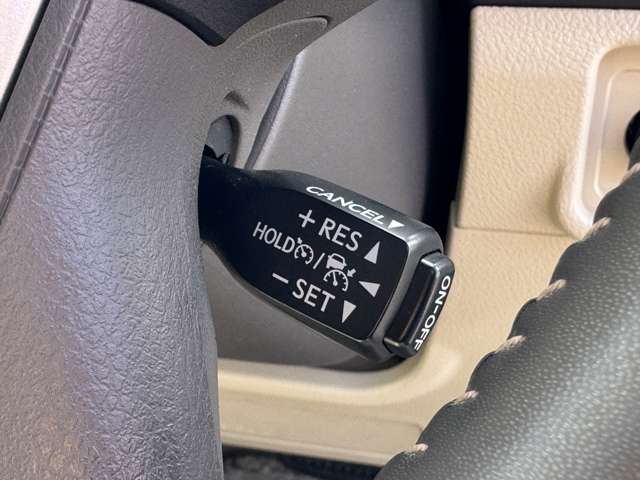 CANCEL▼
+ RES ▲
HOLD /
− SET ▼
ON-OFF